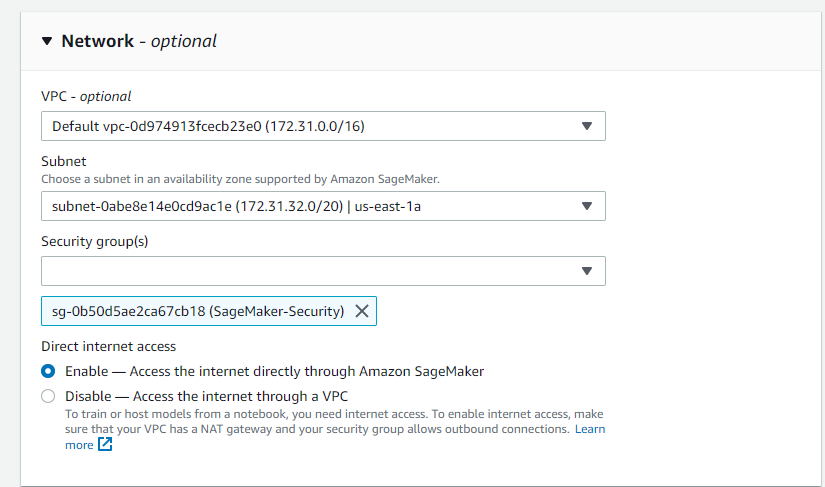 Network - optional
VPC - optional
Default vpc-0d974913fcecb23e0 (172.31.0.0/16)
Subnet
Choose a subnet in an availability zone supported by Amazon SageMaker.
subnet-0abe8e14e0cd9ac1e (172.31.32.0/20) | us-east-1a
Security group(s)
sg-0b50d5ae2ca67cb18 (SageMaker-Security)
Direct internet access
Enable — Access the internet directly through Amazon SageMaker
Disable — Access the internet through a VPC
To train or host models from a notebook, you need internet access. To enable internet access, make
sure that your VPC has a NAT gateway and your security group allows outbound connections. Learn
more